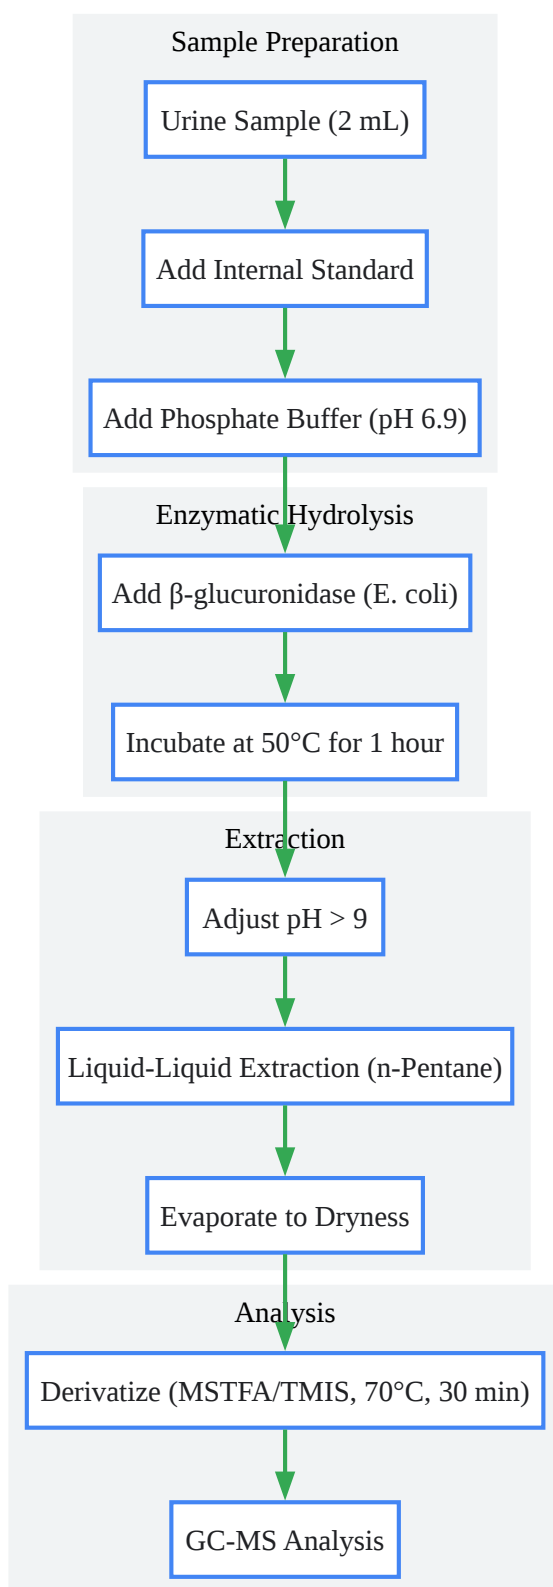 Sample Preparation
Urine Sample (2 mL)
Add Internal Standard
Add Phosphate Buffer (pH 6.9)
Enzymatic Hydrolysis
Add β-glucuronidase (E. coli)
Incubate at 50°C for 1 hour
Extraction
Adjust pH > 9
Liquid-Liquid Extraction (n-Pentane)
Evaporate to Dryness
Analysis
Derivatize (MSTFA/TMIS, 70°C, 30 min)
GC-MS Analysis